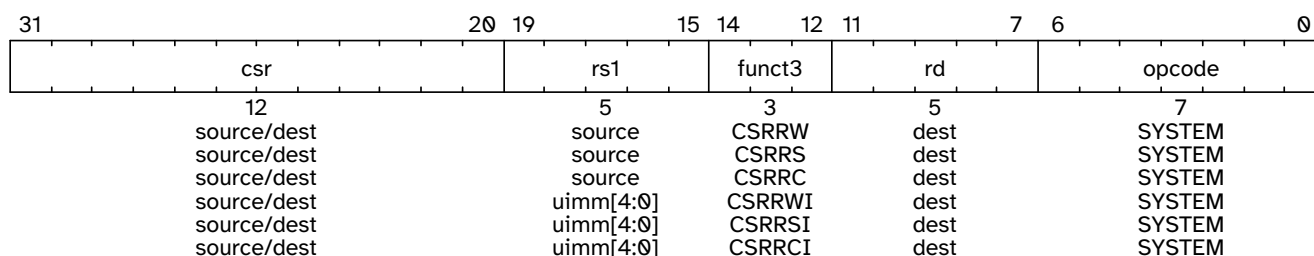 31 20 19 15 14 12 11 7 6 0
csr rs1 funct3 rd opcode
12 5 3 5 7
source/dest source CSRRW dest SYSTEM
source/dest source CSRRS dest SYSTEM
source/dest source CSRRC dest SYSTEM
source/dest uimm[4:0] CSRRWI dest SYSTEM
source/dest uimm[4:0] CSRRSI dest SYSTEM
source/dest uimm[4:0] CSRRCI dest SYSTEM